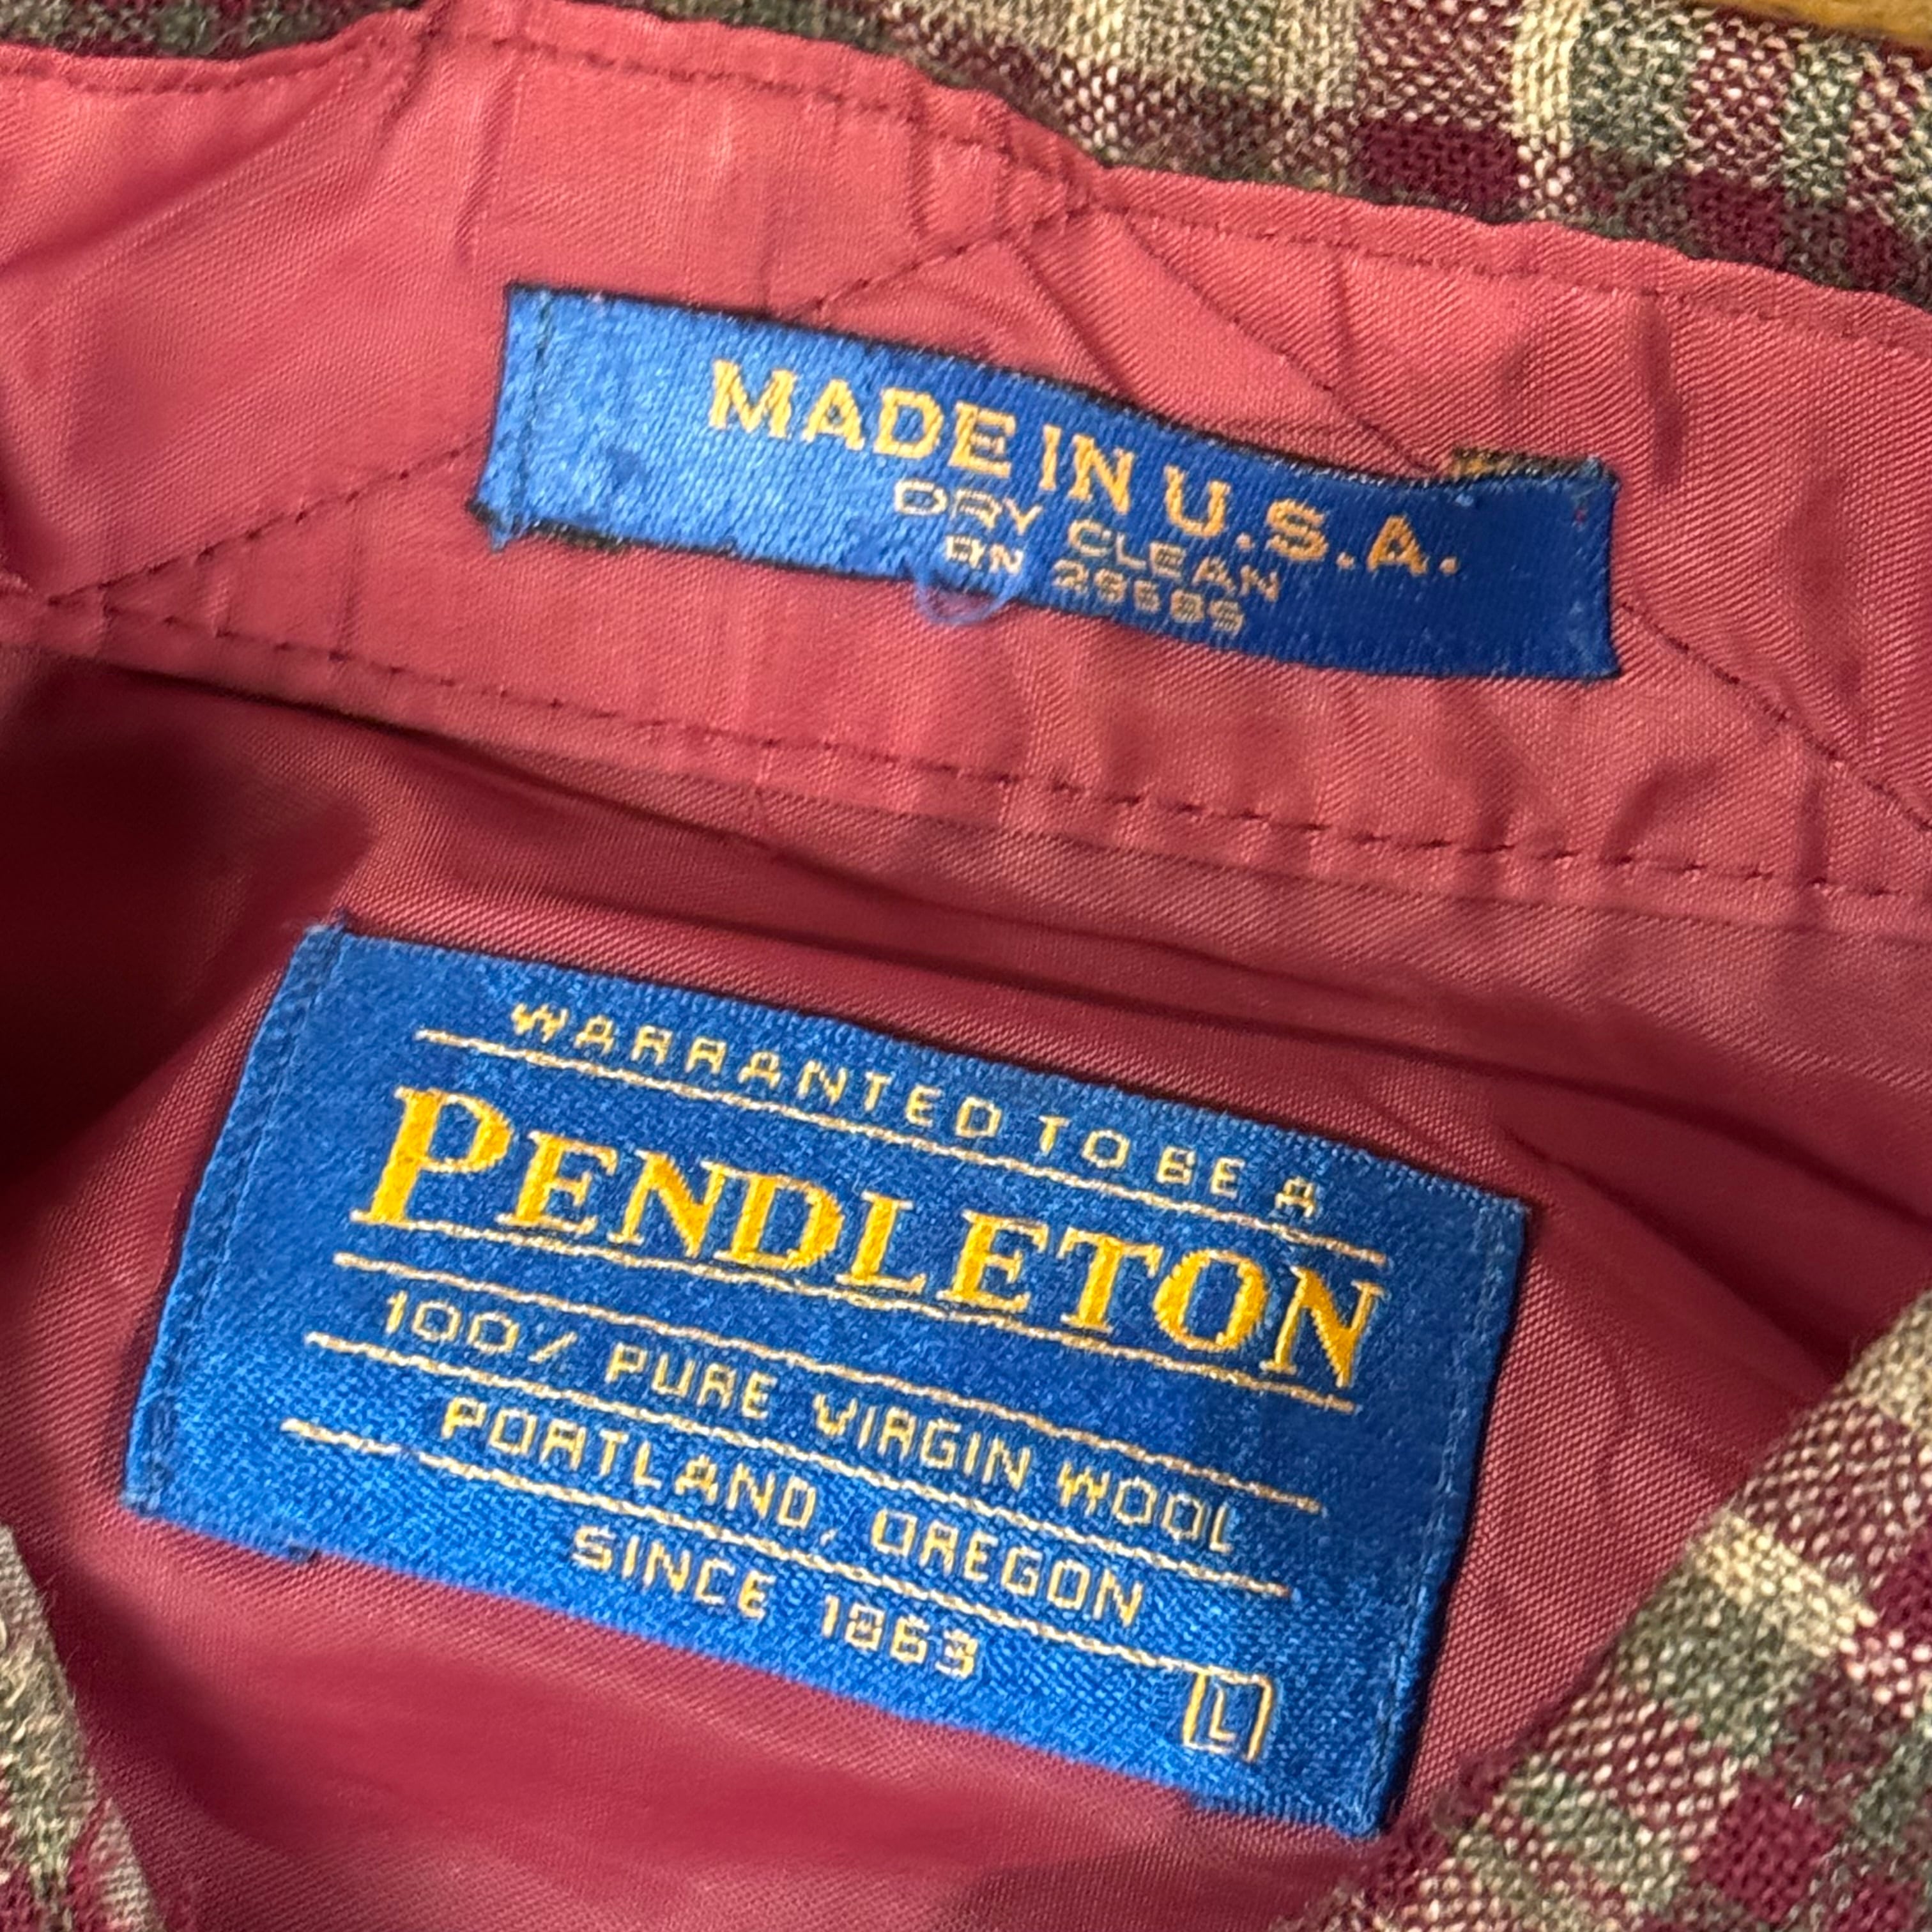 MADE IN U.S.A.
DRY CLEAN
RN 29685
WARRANTED TO BE A
PENDLETON
100% PURE VIRGIN WOOL
PORTLAND, OREGON
SINCE 1863
L